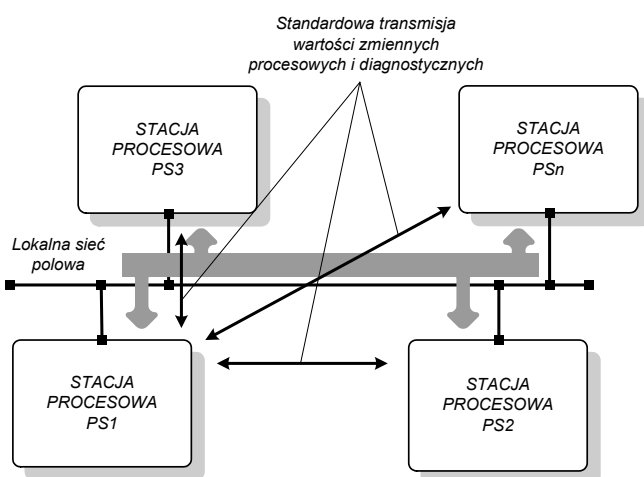 Standardowa transmisja
wartości zmiennych
procesowych i diagnostycznych
STACJA
PROCESOWA
PS3
STACJA
PROCESOWA
PSn
Lokalna sieć
polowa
STACJA
PROCESOWA
PS1
STACJA
PROCESOWA
PS2